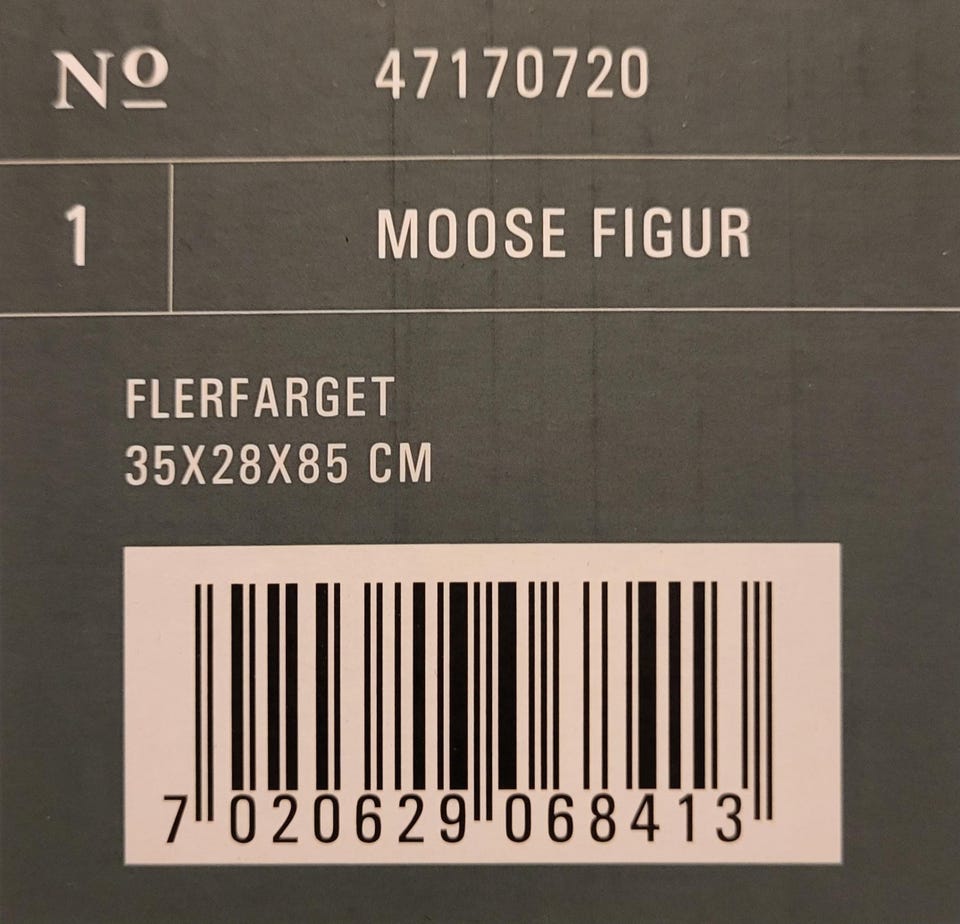 Nº 47170720
1 MOOSE FIGUR
FLERFARGET
35X28X85 CM
7 020629 068413